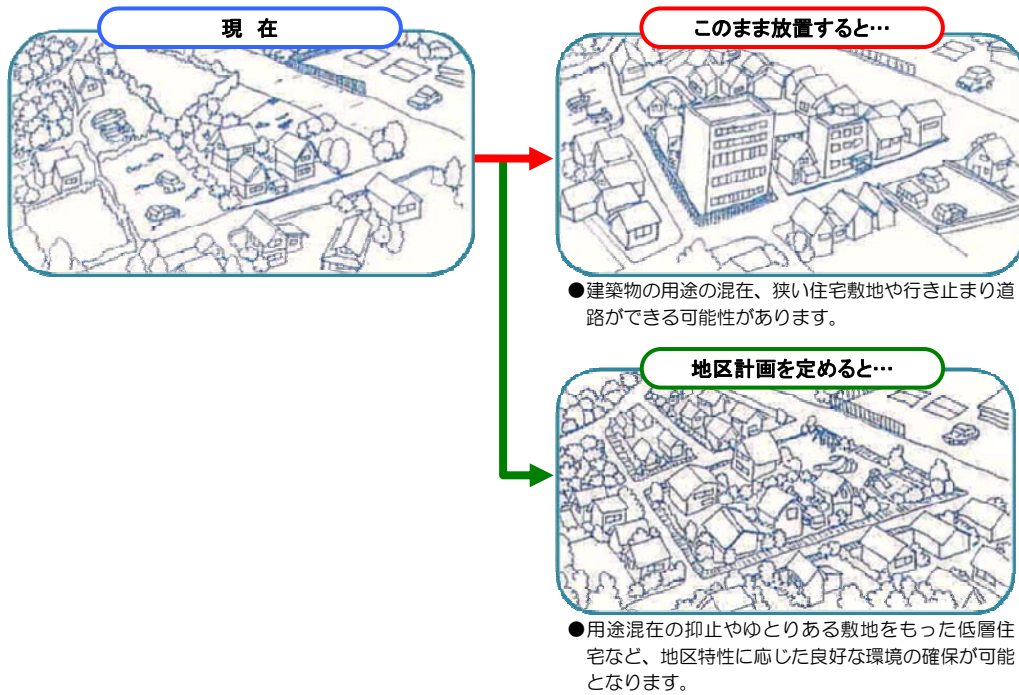 現 在
このまま放置すると…
●建築物の用途の混在、狭い住宅敷地や行き止まり道
路ができる可能性があります。
地区計画を定めると…
●用途混在の抑止やゆとりある敷地をもった低層住
宅など、地区特性に応じた良好な環境の確保が可能
となります。